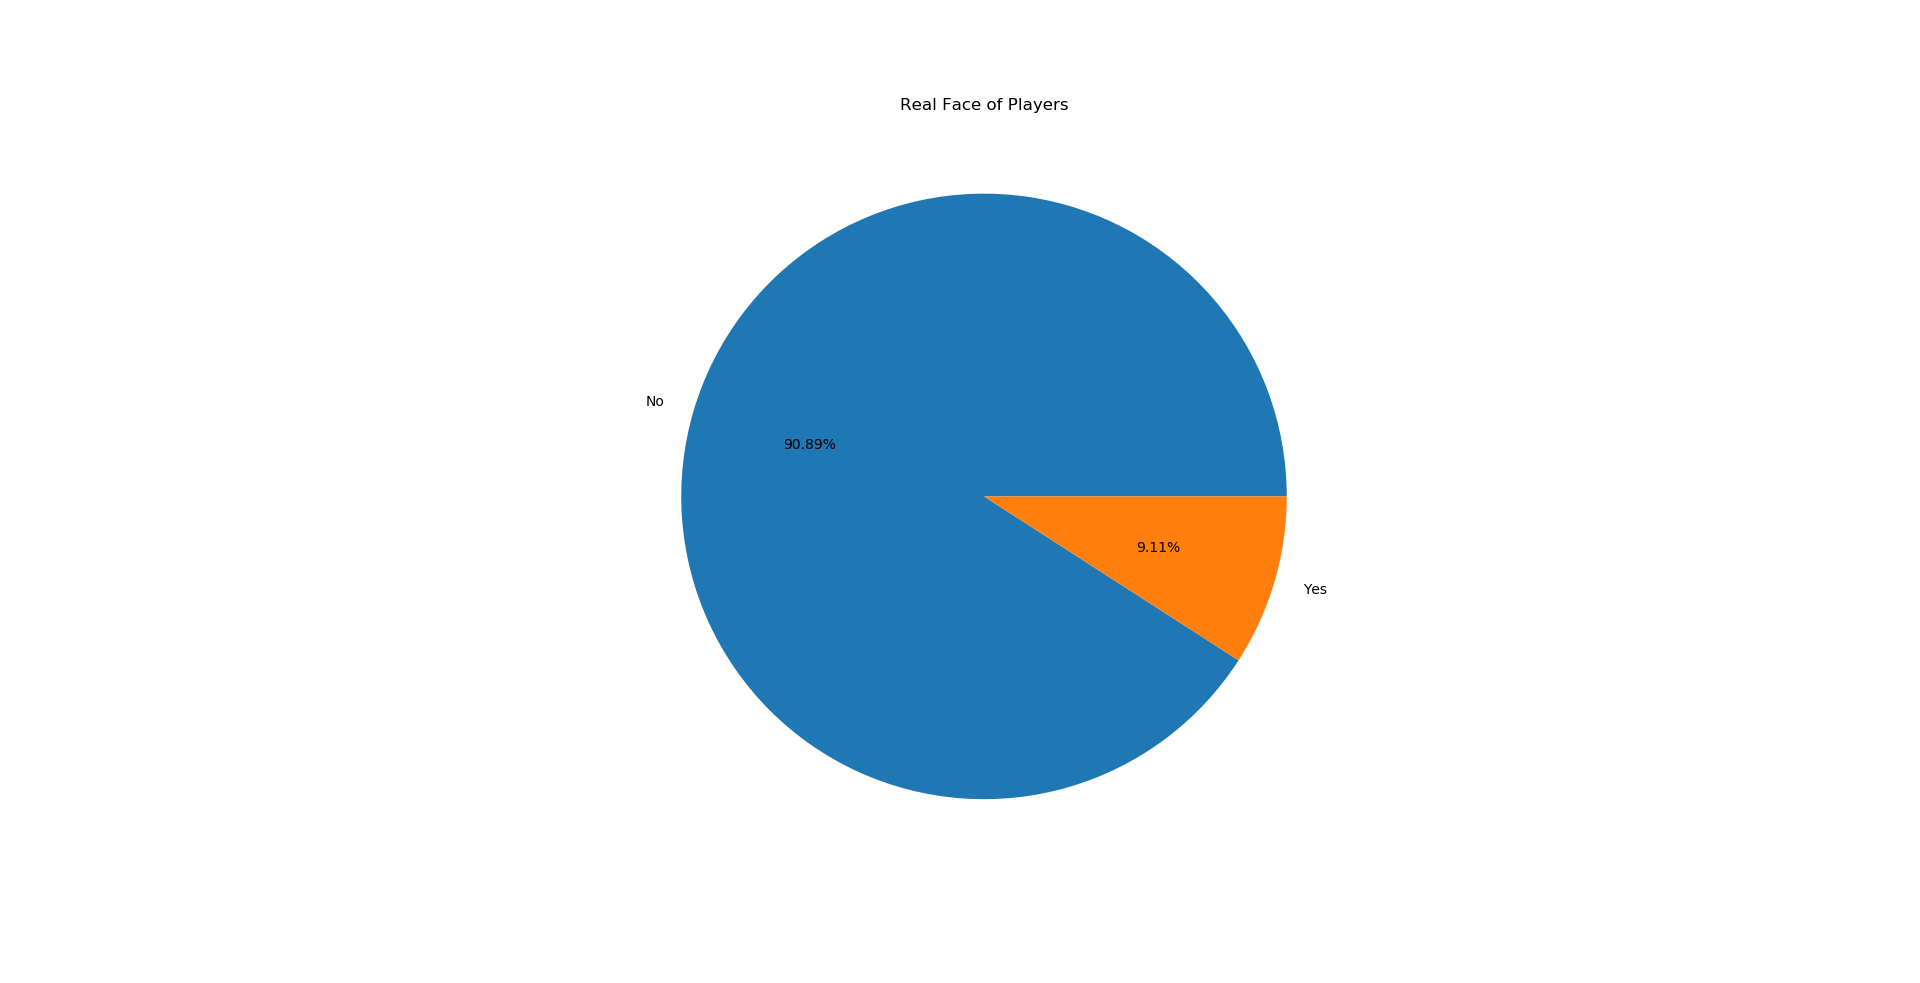 Real Face of Players
No
90.89%
9.11%
Yes